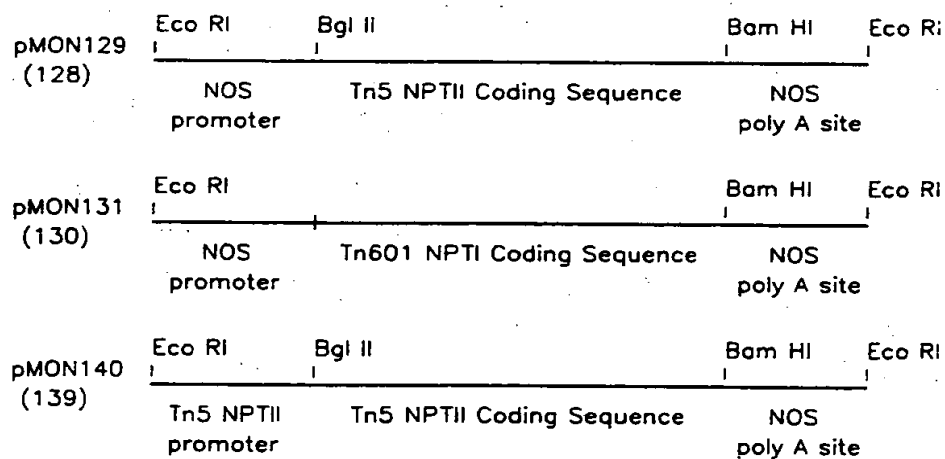 Eco RI Bgl Ii Bam HI Eco Ri
pMON129
(128)
NOS promoter
Tn5 NPTII Coding Sequence
NOS poly A site
Eco RI Bam HI Eco RI
pMON131
(130)
NOS promoter
Tn601 NPTI Coding Sequence
NOS poly A site
Eco RI Bgl II Bam HI Eco RI
pMON140
(139)
Tn5 NPTII promoter
Tn5 NPTII Coding Sequence
NOS poly A site